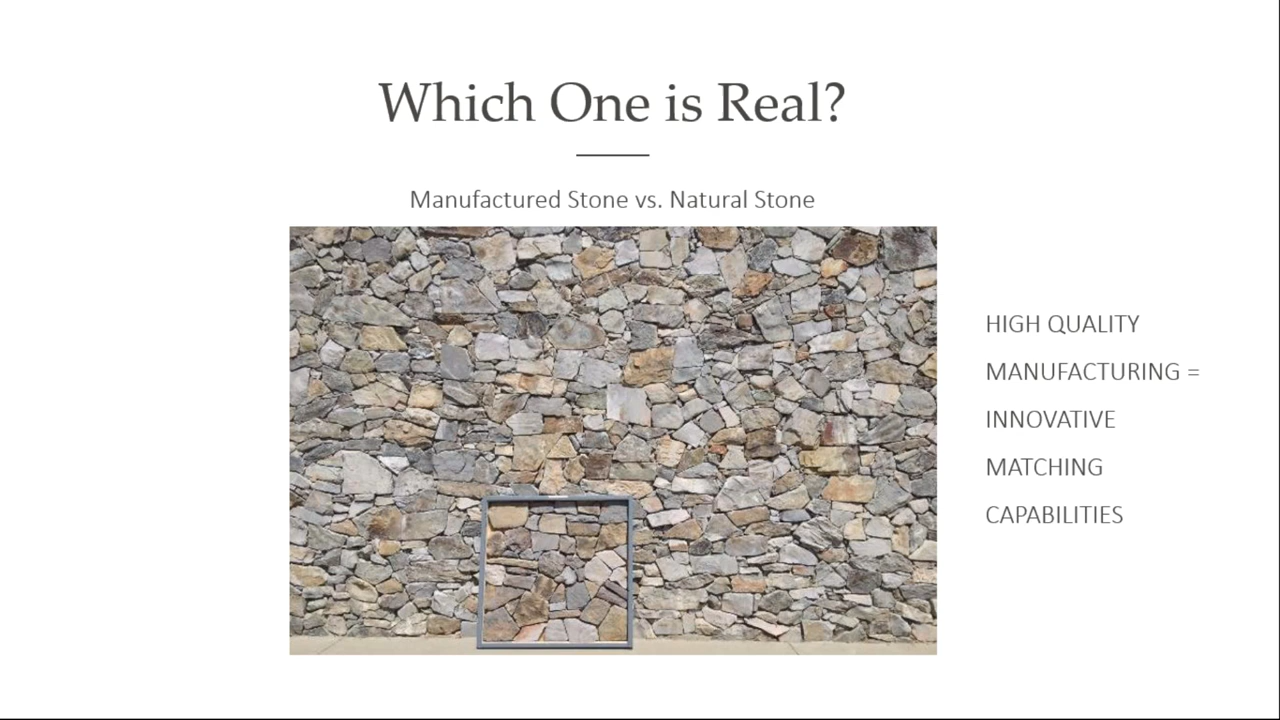 Which One is Real?
Manufactured Stone vs. Natural Stone
HIGH QUALITY
MANUFACTURING =
INNOVATIVE
MATCHING
CAPABILITIES